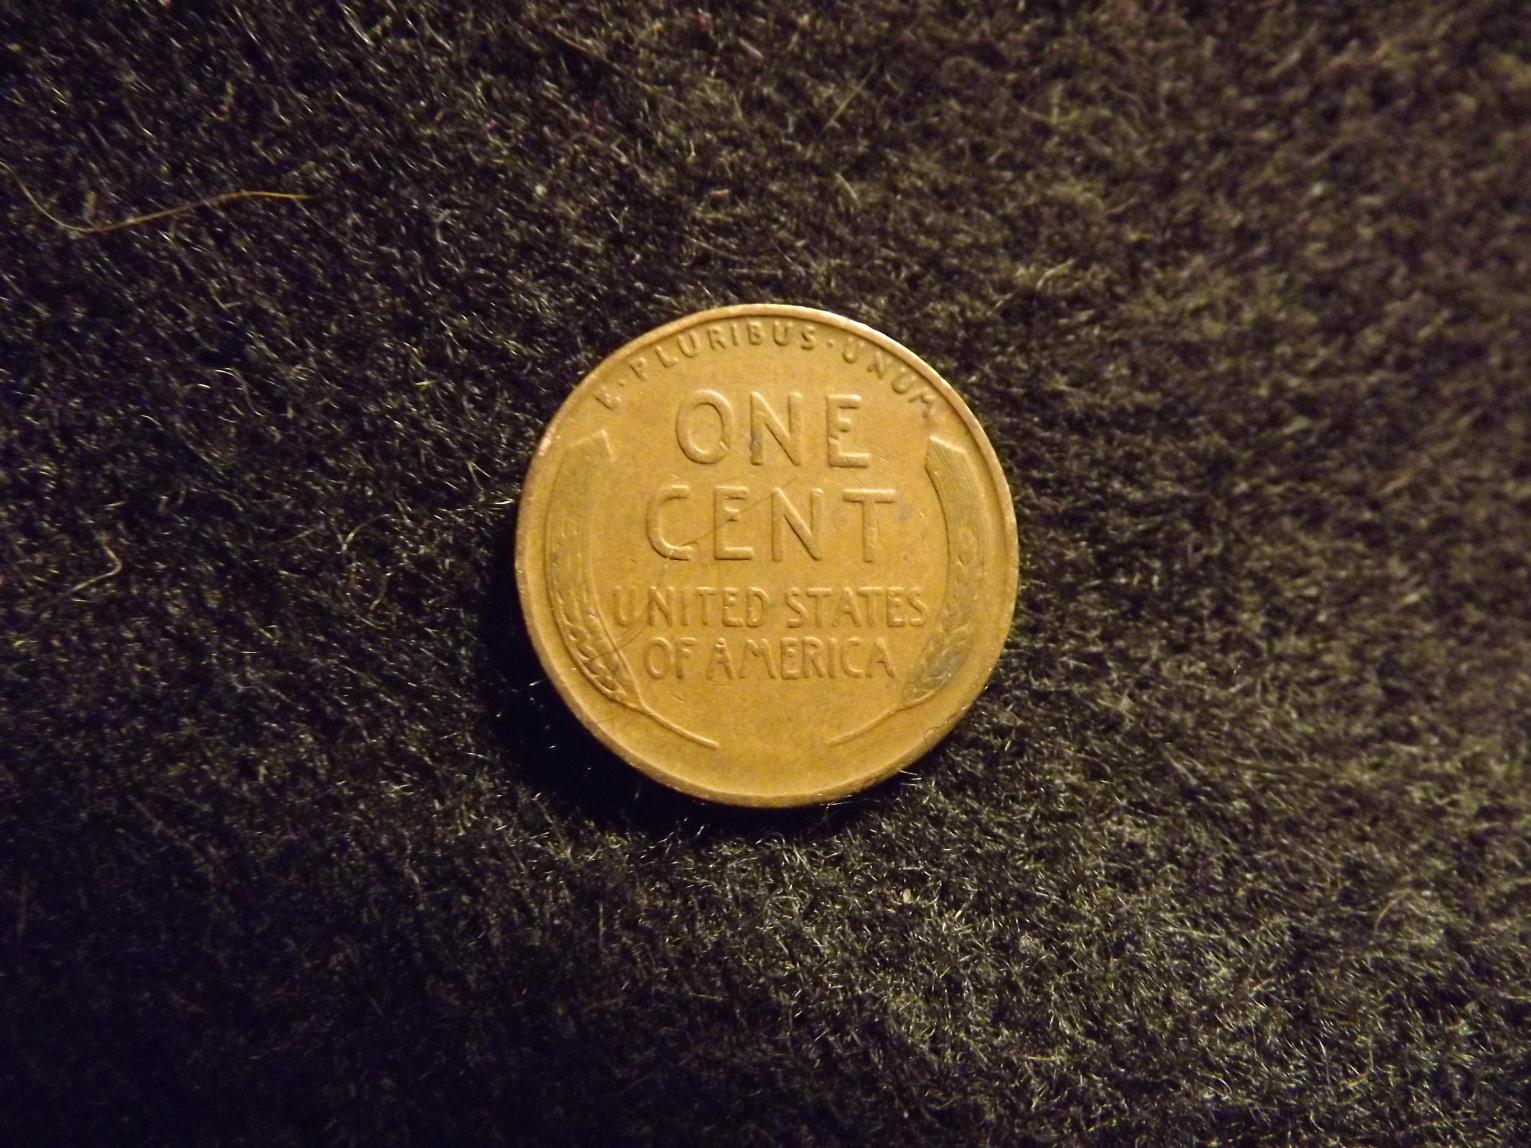 E·PLURIBUS·UNUM
ONE
CENT
UNITED STATES
OF AMERICA